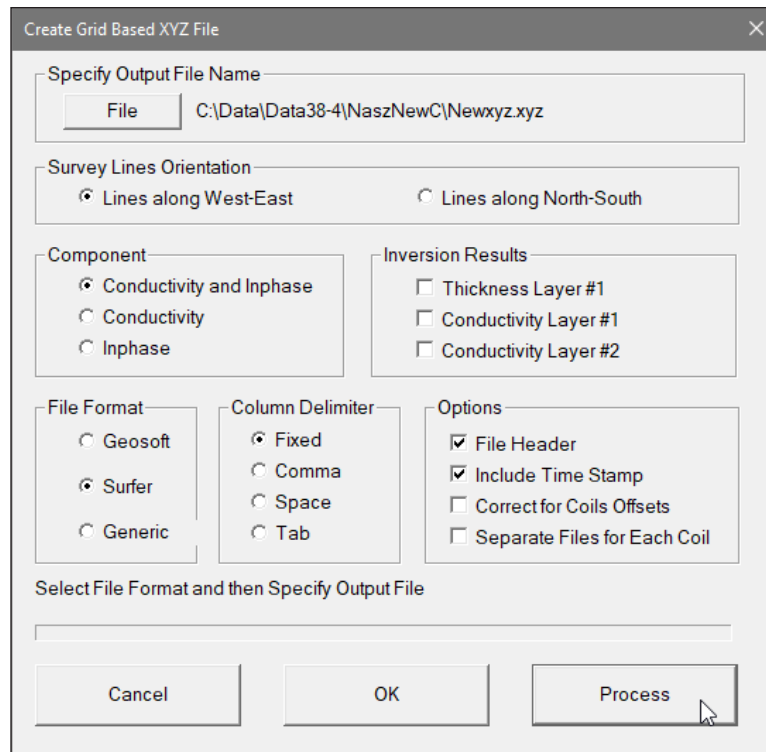 Create Grid Based XYZ File
Specify Output File Name
File C:\Data\Data38-4\NaszNewC\Newxyz.xyz
Survey Lines Orientation
Lines along West-East Lines along North-South
Component
Conductivity and Inphase
Conductivity
Inphase
Inversion Results
Thickness Layer #1
Conductivity Layer #1
Conductivity Layer #2
File Format
Geosoft
Surfer
Generic
Column Delimiter
Fixed
Comma
Space
Tab
Options
File Header
Include Time Stamp
Correct for Coils Offsets
Separate Files for Each Coil
Select File Format and then Specify Output File
Cancel OK Process